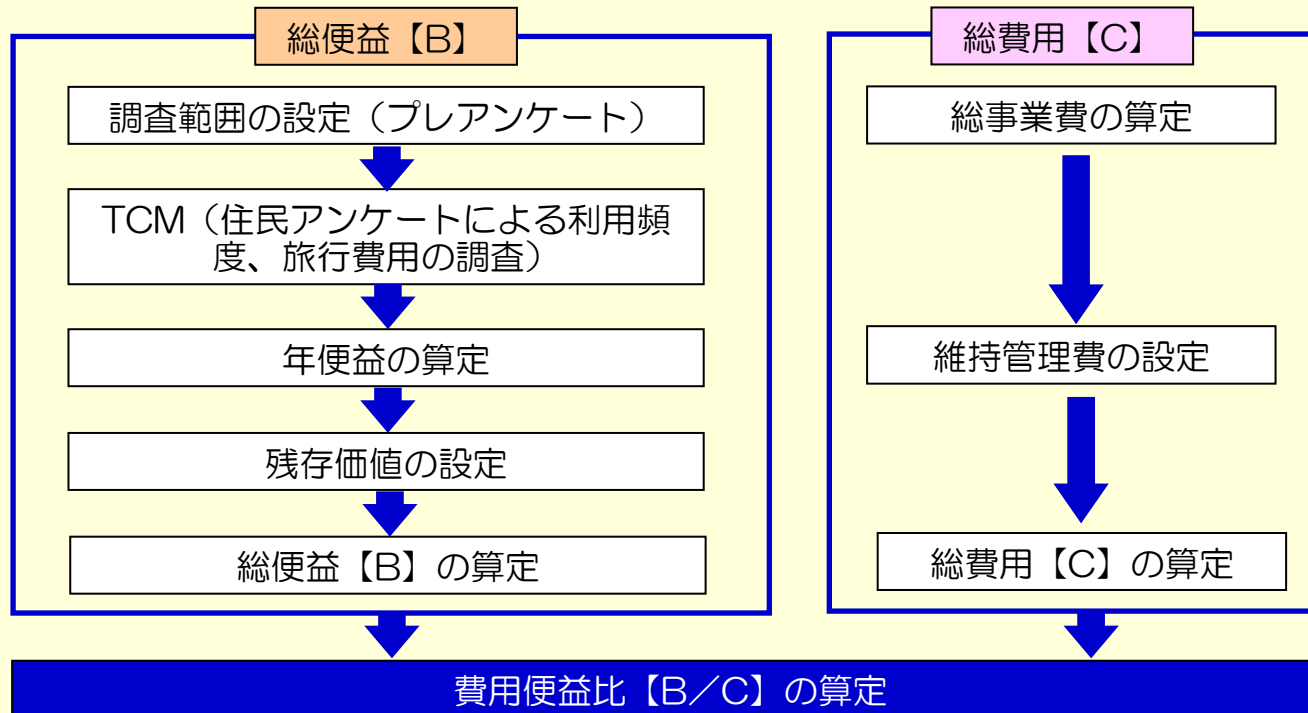 総便益【B】
調査範囲の設定（プレアンケート）
TCM（住民アンケートによる利用頻
度、旅行費用の調査）
年便益の算定
残存価値の設定
総便益【B】の算定
総費用【C】
総事業費の算定
維持管理費の設定
総費用【C】の算定
費用便益比【B／C】の算定